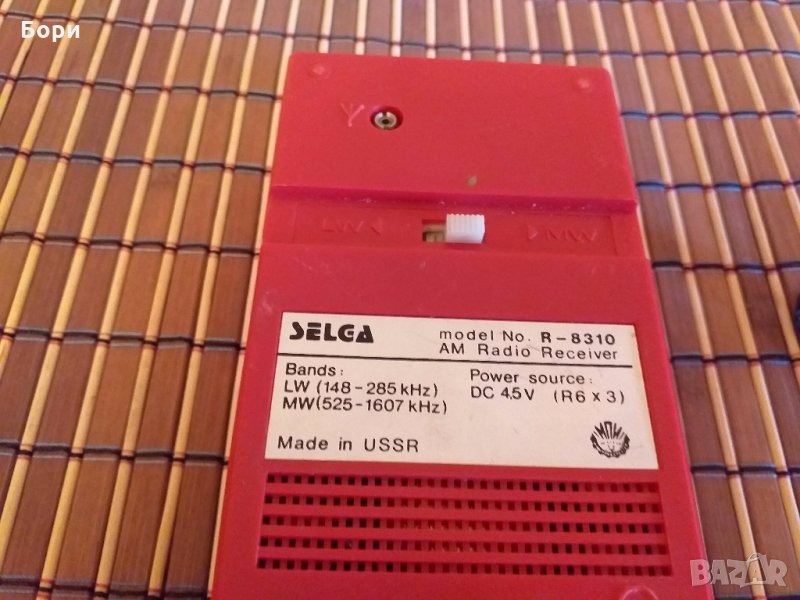 Бори
LW MW
SELGA
model No. R-8310
AM Radio Receiver
Bands:
LW (148-285 kHz)
MW(525-1607 kHz)
Power source:
DC 4.5V (R6 x 3)
Made in USSR
BAZAR